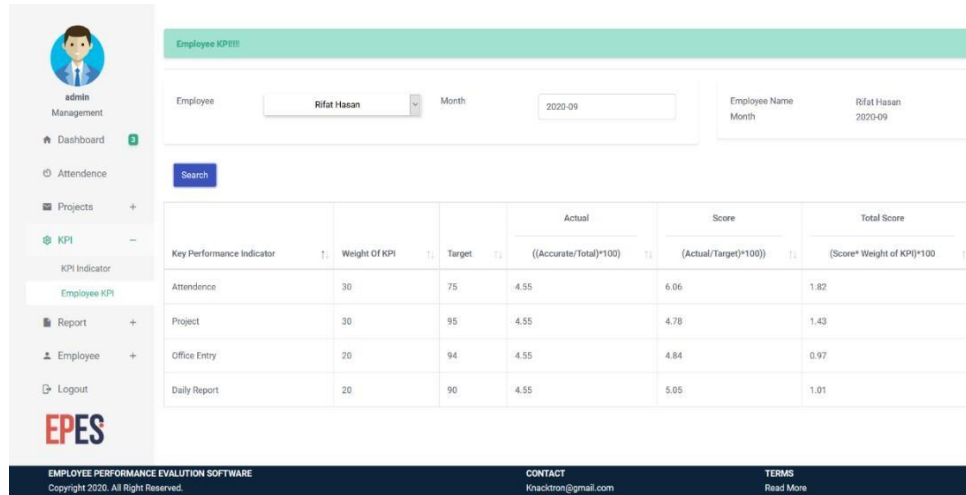 Employee KPI!!!!
admin
Management
Dashboard 3
Attendence
Projects +
KPI −
KPI Indicator
Employee KPI
Report +
Employee +
Logout
EPES
Employee Rifat Hasan Month 2020-09
Employee Name Rifat Hasan
Month 2020-09
Search
Actual Score Total Score
Key Performance Indicator Weight Of KPI Target ((Accurate/Total)*100) (Actual/Target)*100)) (Score* Weight of KPI)*100
Attendence 30 75 4.55 6.06 1.82
Project 30 95 4.55 4.78 1.43
Office Entry 20 94 4.55 4.84 0.97
Daily Report 20 90 4.55 5.05 1.01
EMPLOYEE PERFORMANCE EVALUTION SOFTWARE CONTACT TERMS
Copyright 2020. All Right Reserved. Knacktron@gmail.com Read More